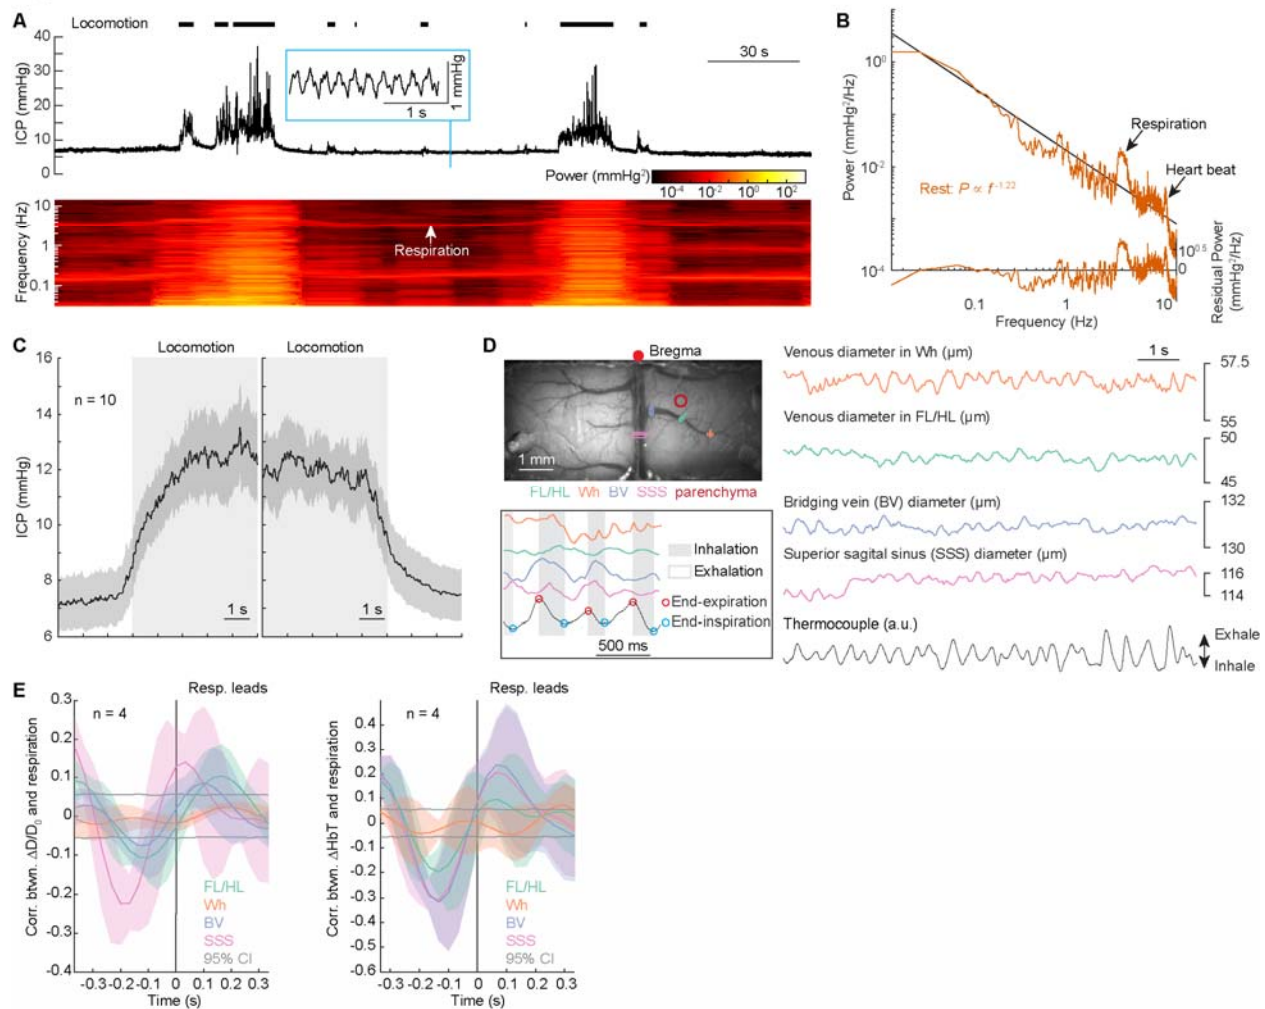 A
Locomotion
30 s
ICP (mmHg)
40
30
20
10
0
1 s
1 mmHg
Power (mmHg²)
10⁻⁴ 10⁻² 10⁰ 10²
Frequency (Hz)
10
1
0.1
Respiration
B
Power (mmHg²/Hz)
10⁰
10⁻²
10⁻⁴
Respiration
Heart beat
Rest: P ∝ f⁻¹·²²
10⁰·⁵
0
Residual Power
(mmHg²/Hz)
0.1 1 10
Frequency (Hz)
C
Locomotion Locomotion
n = 10
ICP (mmHg)
16
14
12
10
8
6
1 s 1 s
D
Bregma
1 mm
FL/HL Wh BV SSS parenchyma
Inhalation
Exhalation
End-expiration
End-inspiration
500 ms
Venous diameter in Wh (µm)
1 s
57.5
55
Venous diameter in FL/HL (µm)
50
45
Bridging vein (BV) diameter (µm)
132
130
Superior sagital sinus (SSS) diameter (µm)
116
114
Thermocouple (a.u.)
Exhale
Inhale
E
Resp. leads
n = 4
Corr. btwn. ΔD/D₀ and respiration
0.3
0.2
0.1
0
-0.1
-0.2
-0.3
-0.4
FL/HL
Wh
BV
SSS
95% CI
-0.3 -0.2 -0.1 0 0.1 0.2 0.3
Time (s)
Resp. leads
n = 4
Corr. btwn. ΔHbT and respiration
0.4
0.3
0.2
0.1
0
-0.1
-0.2
-0.3
-0.4
-0.5
-0.6
FL/HL
Wh
BV
SSS
95% CI
-0.3 -0.2 -0.1 0 0.1 0.2 0.3
Time (s)